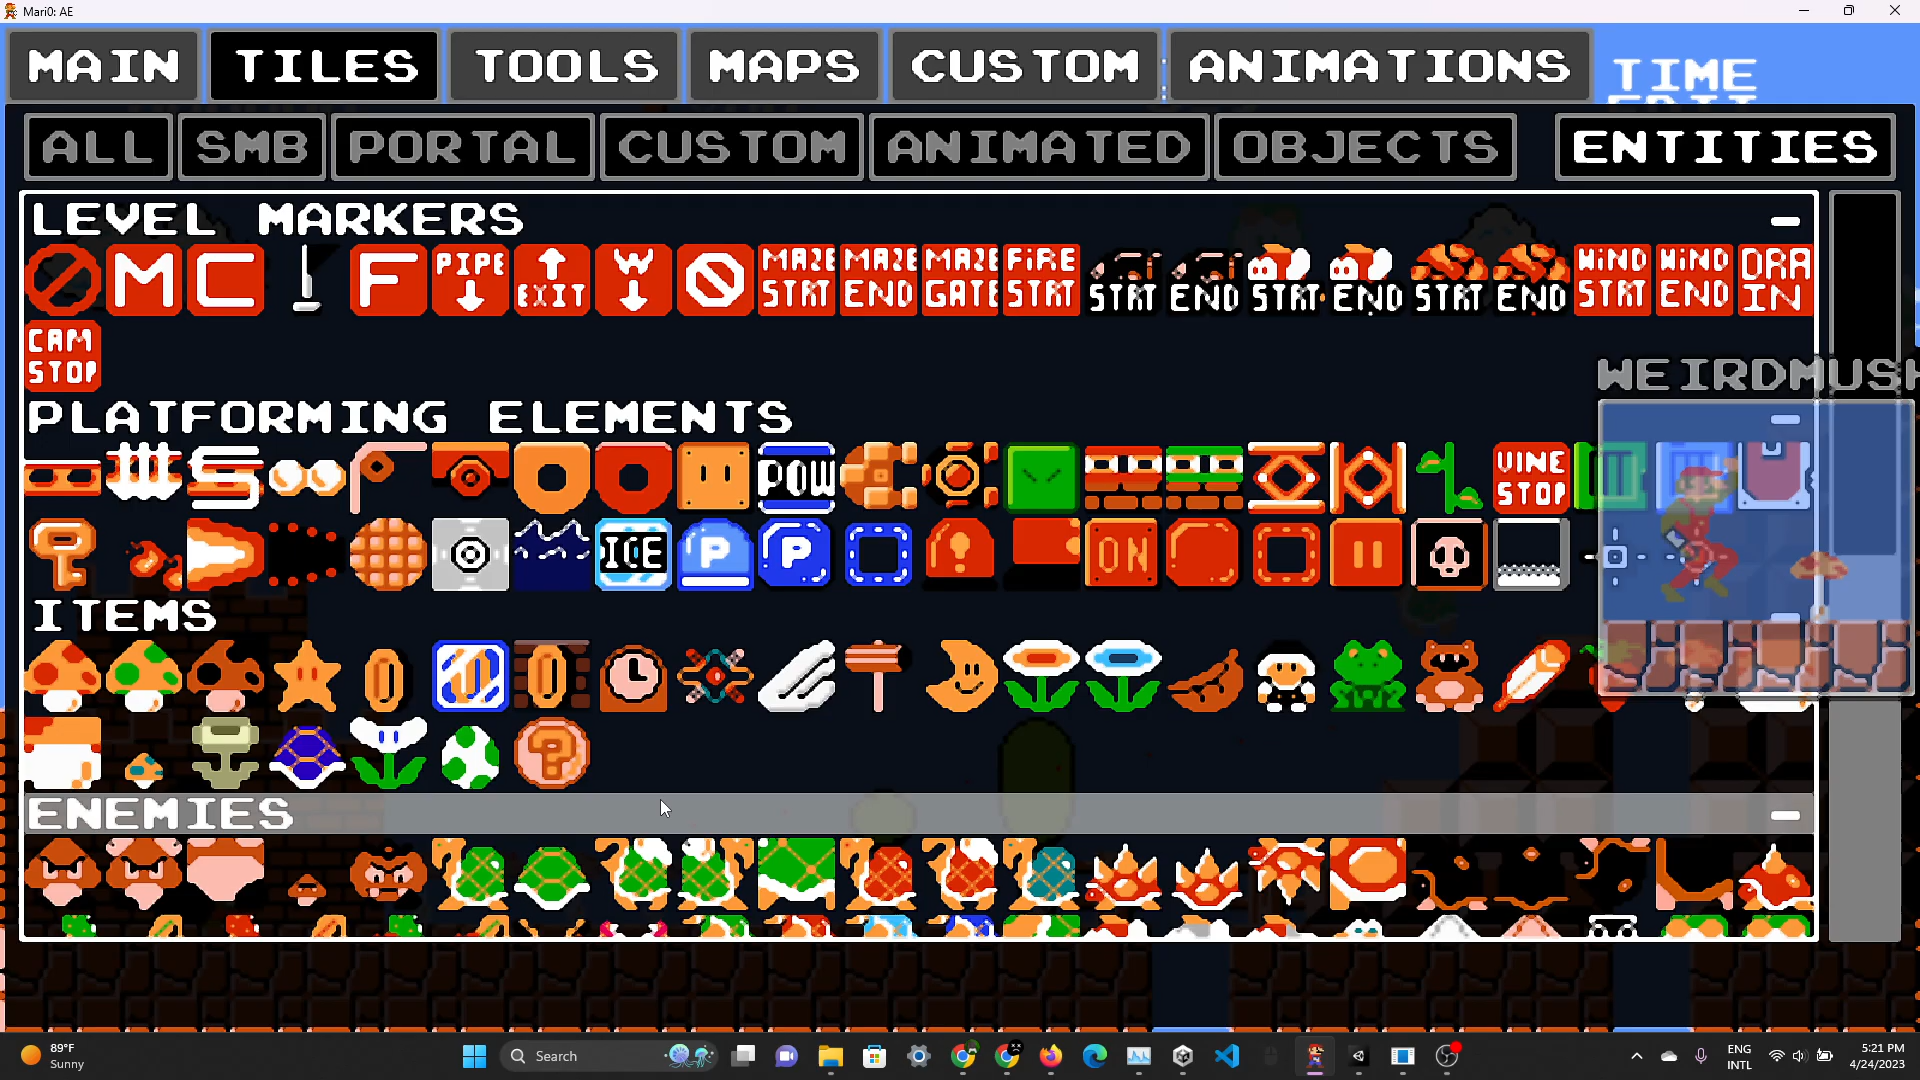 Mari0: AE
MAIN TILES TOOLS MAPS CUSTOM ANIMATIONS TIME
ALL SMB PORTAL CUSTOM ANIMATED OBJECTS ENTITIES
LEVEL MARKERS
M C F PIPE EXIT W MAZE STRT MAZE END MAZE GATE FIRE STRT STRT END STRT END STRT END WIND STRT WIND END DRA IN
CAM STOP
WEIRDMUSH
PLATFORMING ELEMENTS
POW VINE STOP
ICE P P ! ON
ITEMS
?
ENEMIES
89°F
Sunny
Search
ENG
INTL
5:21 PM
4/24/2023